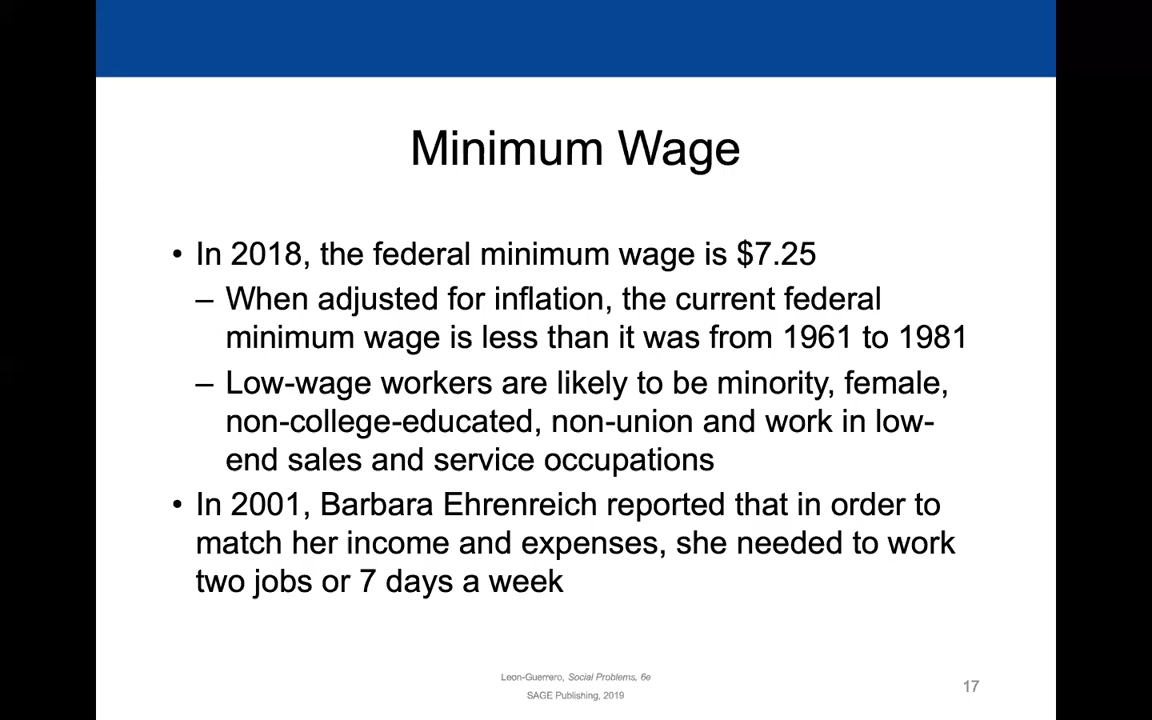 Minimum Wage
• In 2018, the federal minimum wage is $7.25
– When adjusted for inflation, the current federal
minimum wage is less than it was from 1961 to 1981
– Low-wage workers are likely to be minority, female,
non-college-educated, non-union and work in low-
end sales and service occupations
• In 2001, Barbara Ehrenreich reported that in order to
match her income and expenses, she needed to work
two jobs or 7 days a week
Leon-Guerrero, Social Problems, 6e
SAGE Publishing, 2019
17